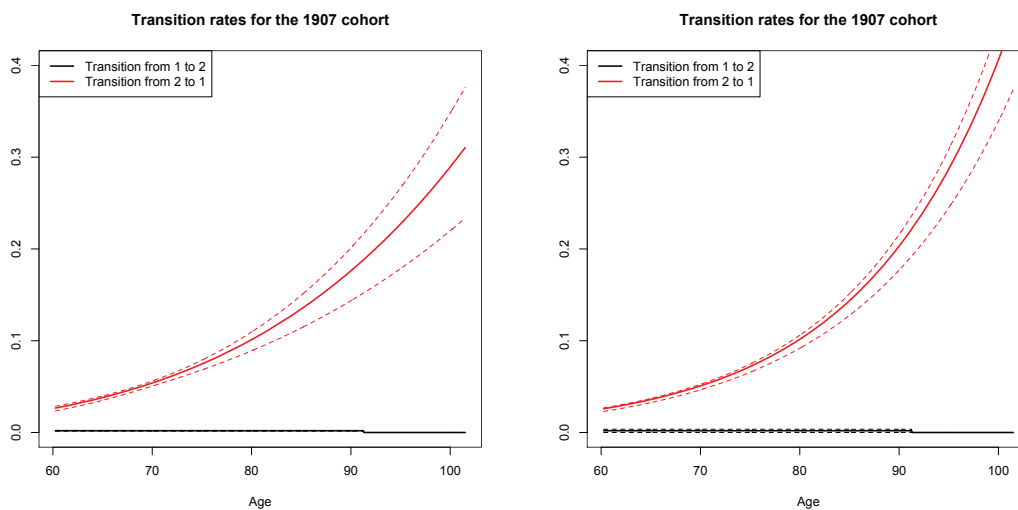 Transition rates for the 1907 cohort
Transition from 1 to 2
Transition from 2 to 1
0.4
0.3
0.2
0.1
0.0
60 70 80 90 100
Age
Transition rates for the 1907 cohort
Transition from 1 to 2
Transition from 2 to 1
0.4
0.3
0.2
0.1
0.0
60 70 80 90 100
Age